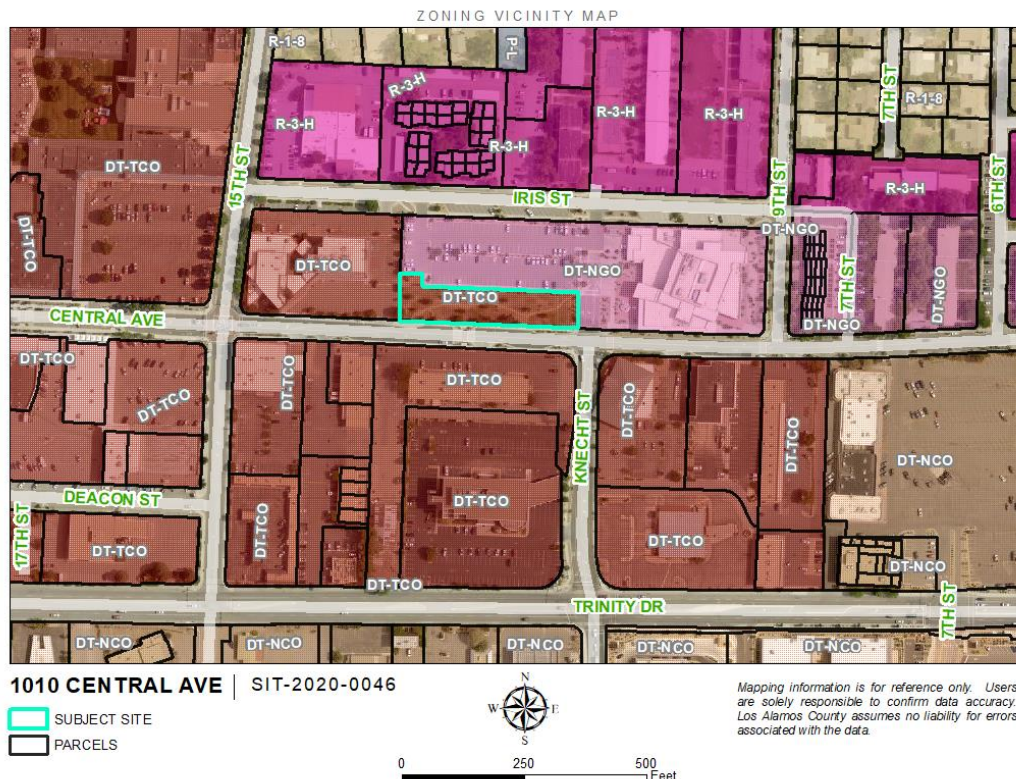 ZONING VICINITY MAP
R-1-8
P-L
R-3-H
R-3-H
R-3-H
R-3-H
R-3-H
7TH ST
R-1-8
DT-TCO
15TH ST
9TH ST
R-3-H
6TH ST
IRIS ST
DT-TCO
DT-TCO
DT-NGO
DT-NGO
7TH ST
DT-NGO
DT-TCO
DT-NGO
CENTRAL AVE
DT-TCO
DT-TCO
DT-TCO
DT-TCO
DT-TCO
DT-TCO
KNECHT ST
DT-NCO
DEACON ST
DT-TCO
17TH ST
DT-TCO
DT-TCO
DT-TCO
DT-NCO
DT-TCO
TRINITY DR
7TH ST
DT-NCO
DT-NCO
DT-NCO
DT-NCO
DT-NCO
1010 CENTRAL AVE | SIT-2020-0046
SUBJECT SITE
PARCELS
N
W E
S
0 250 500
Feet
Mapping information is for reference only. Users
are solely responsible to confirm data accuracy.
Los Alamos County assumes no liability for errors
associated with the data.